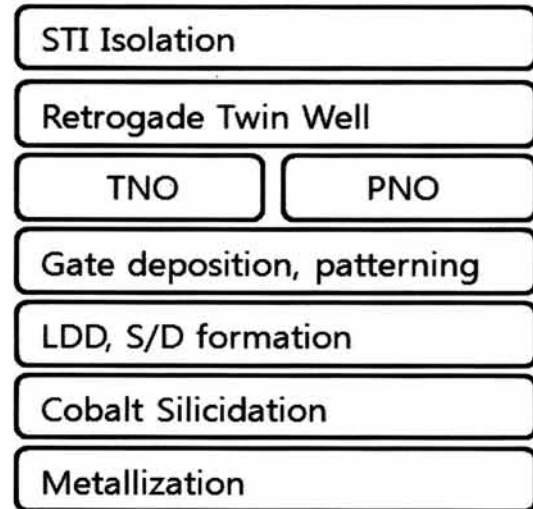 STI Isolation
Retrogade Twin Well
TNO PNO
Gate deposition, patterning
LDD, S/D formation
Cobalt Silicidation
Metallization